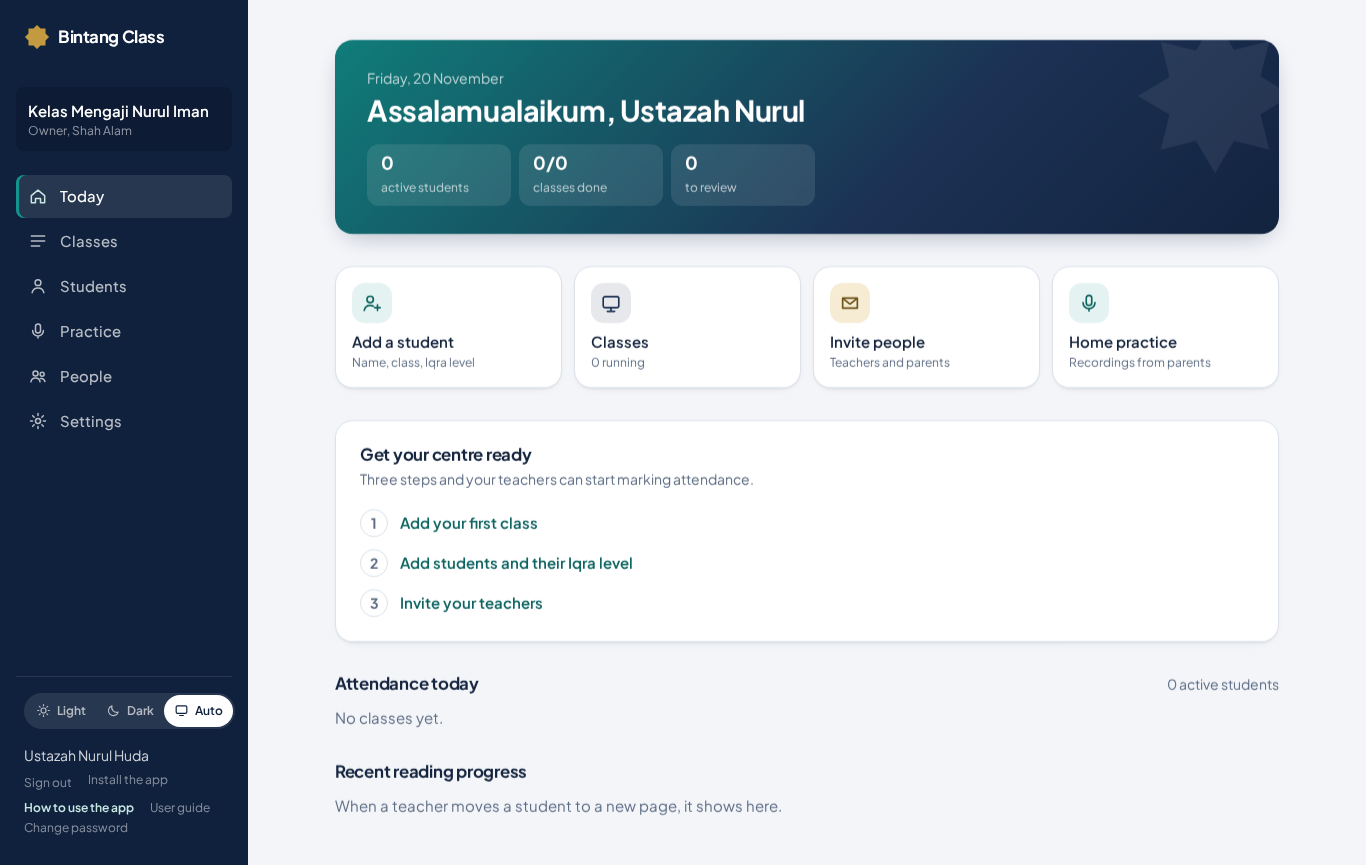 Bintang Class
Kelas Mengaji Nurul Iman
Owner, Shah Alam
Today
Classes
Students
Practice
People
Settings
Light Dark Auto
Ustazah Nurul Huda
Sign out Install the app
How to use the app User guide
Change password
Friday, 20 November
Assalamualaikum, Ustazah Nurul
0 0/0 0
active students classes done to review
Add a student Classes Invite people Home practice
Name, class, Iqra level 0 running Teachers and parents Recordings from parents
Get your centre ready
Three steps and your teachers can start marking attendance.
1 Add your first class
2 Add students and their Iqra level
3 Invite your teachers
Attendance today 0 active students
No classes yet.
Recent reading progress
When a teacher moves a student to a new page, it shows here.